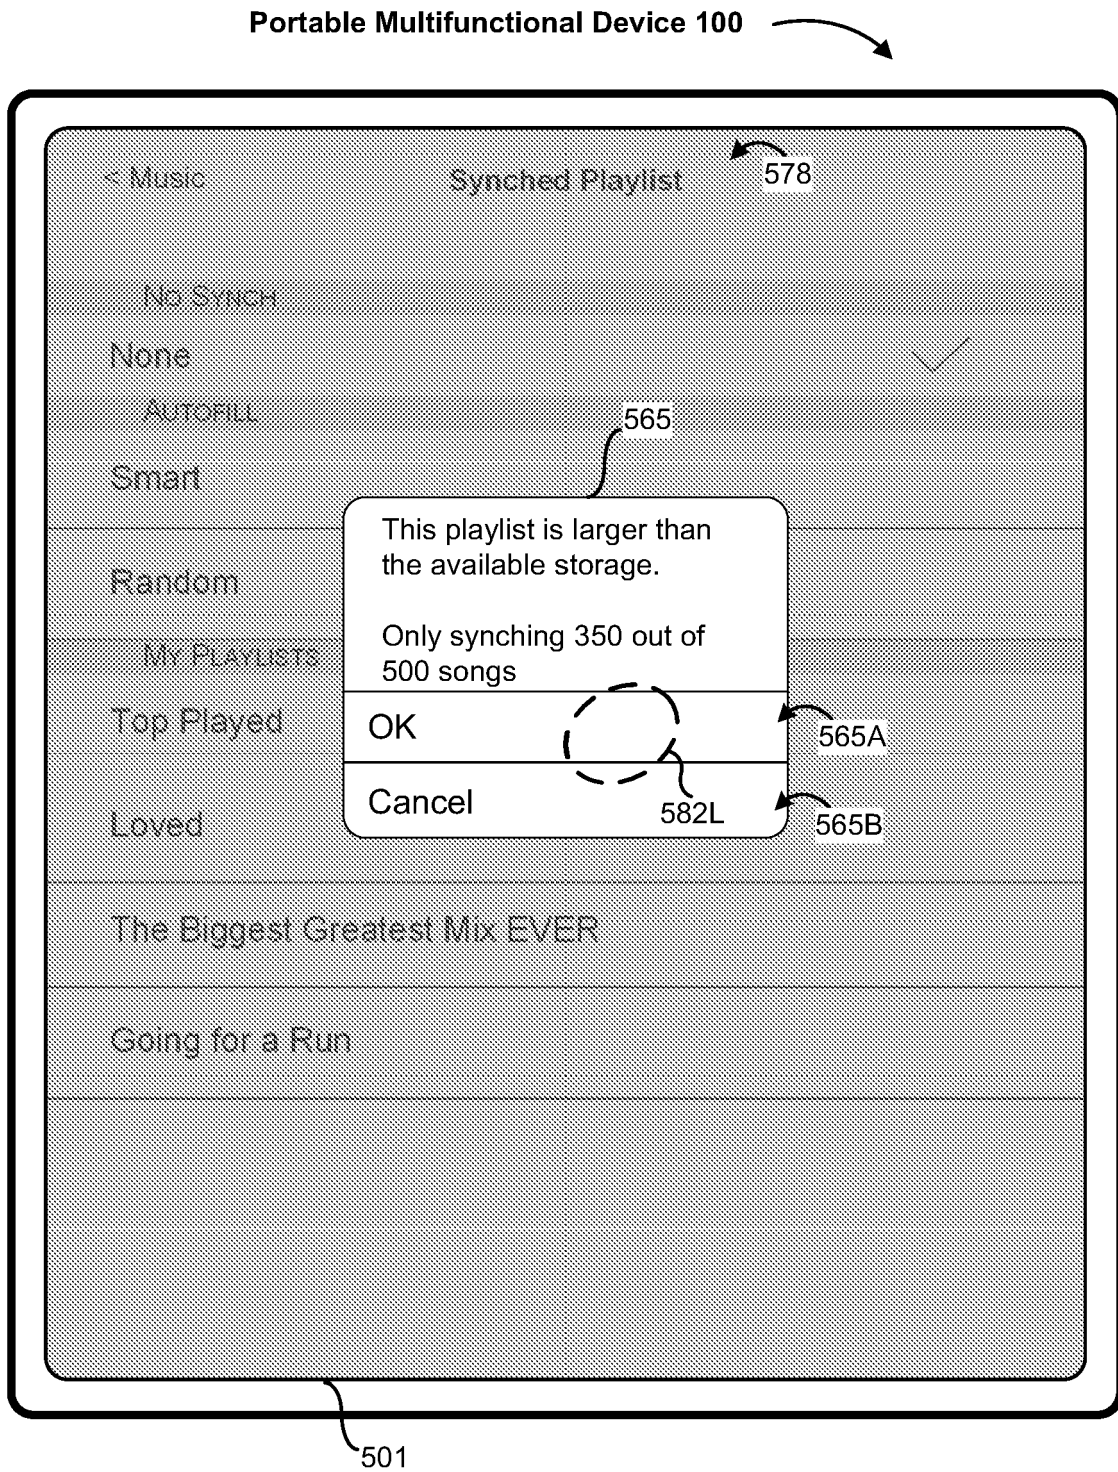 Portable Multifunctional Device 100
< Music
Synched Playlist
578
NO SYNCH
None
AUTOFILL
565
Smart
This playlist is larger than
the available storage.
Random
Only synching 350 out of
500 songs
MY PLAYLISTS
Top Played
OK
565A
Cancel
582L
565B
Loved
The Biggest Greatest Mix EVER
Going for a Run
501